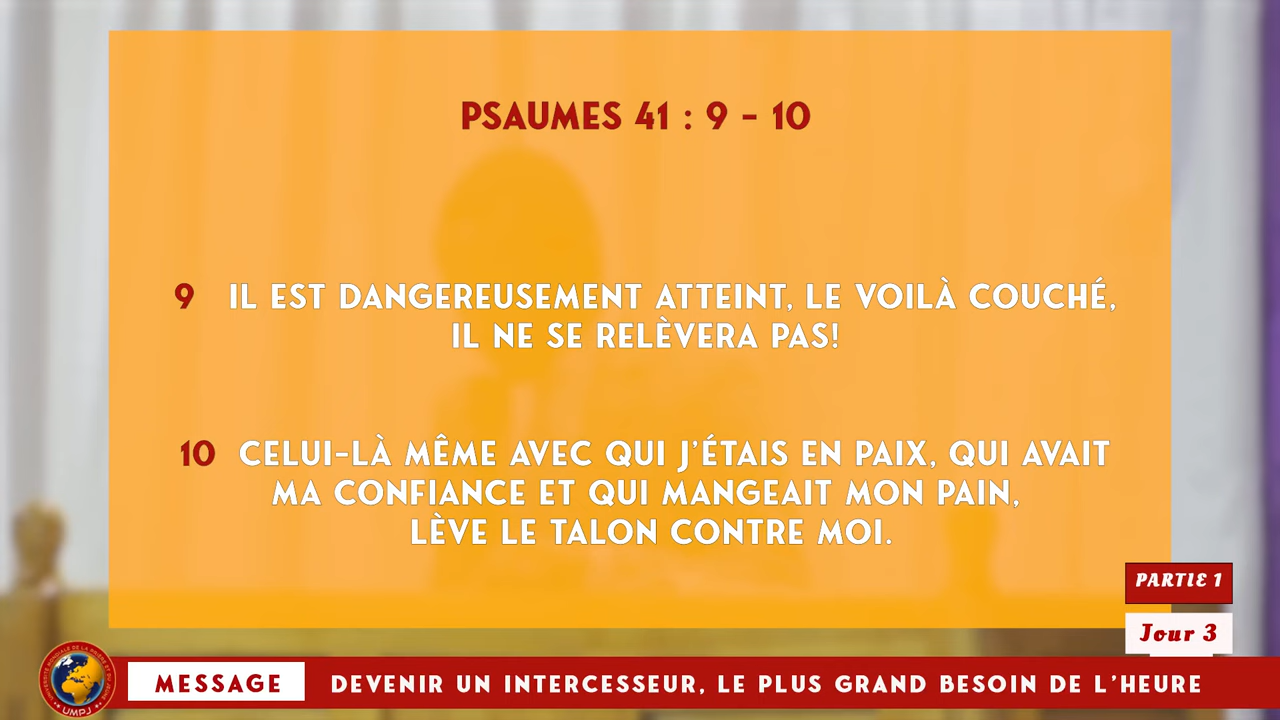 PSAUMES 41 : 9 - 10
9 IL EST DANGEREUSEMENT ATTEINT, LE VOILÀ COUCHÉ,
IL NE SE RELÈVERA PAS!
10 CELUI-LÀ MÊME AVEC QUI J'ÉTAIS EN PAIX, QUI AVAIT
MA CONFIANCE ET QUI MANGEAIT MON PAIN,
LÈVE LE TALON CONTRE MOI.
PARTIE 1
Jour 3
UMPJ
MESSAGE
DEVENIR UN INTERCESSEUR, LE PLUS GRAND BESOIN DE L'HEURE